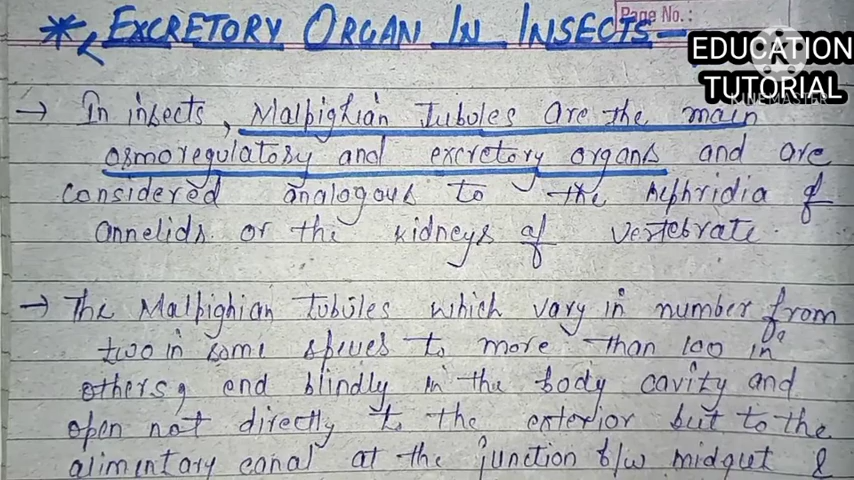 Page No.:
* EXCRETORY ORGAN IN INSECTS-
EDUCATION
TUTORIAL
KINEMASTER
→ In insects, Malpighian tubules are the main
osmoregulatory and excretory organs and are
considered analogous to the nephridia of
annelids or the kidneys of vertebrate.
→ The Malpighian tubules which vary in number from
two in some species to more than 100 in
others, end blindly in the body cavity and
open not directly to the exterior but to the
alimentary canal at the junction b/w midgut &